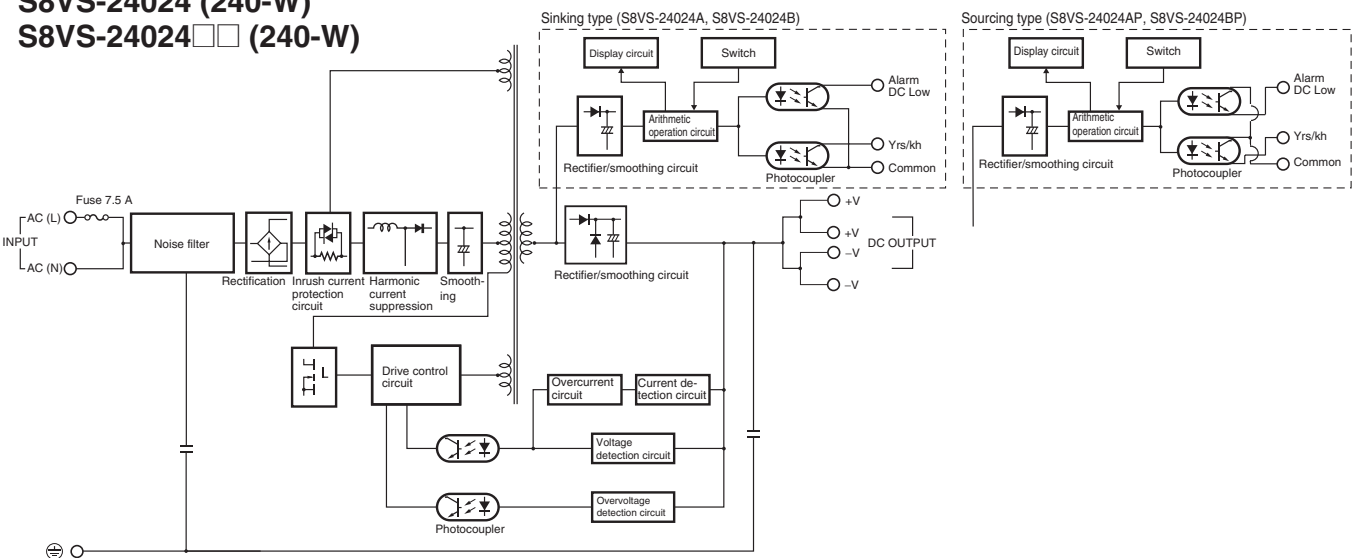 S8VS-24024 (240-W)
S8VS-24024□□ (240-W)
Sinking type (S8VS-24024A, S8VS-24024B)
Display circuit
Switch
Arithmetic
operation circuit
Rectifier/smoothing circuit
Photocoupler
Alarm
DC Low
Yrs/kh
Common
Sourcing type (S8VS-24024AP, S8VS-24024BP)
Display circuit
Switch
Arithmetic
operation circuit
Rectifier/smoothing circuit
Photocoupler
Alarm
DC Low
Yrs/kh
Common
Fuse 7.5 A
AC (L)
INPUT
AC (N)
Noise filter
Rectification
Inrush current
protection
circuit
Harmonic
current
suppression
Smooth-
ing
Rectifier/smoothing circuit
+V
+V
DC OUTPUT
–V
–V
Drive control
circuit
Overcurrent
circuit
Current de-
tection circuit
Voltage
detection circuit
Overvoltage
detection circuit
Photocoupler